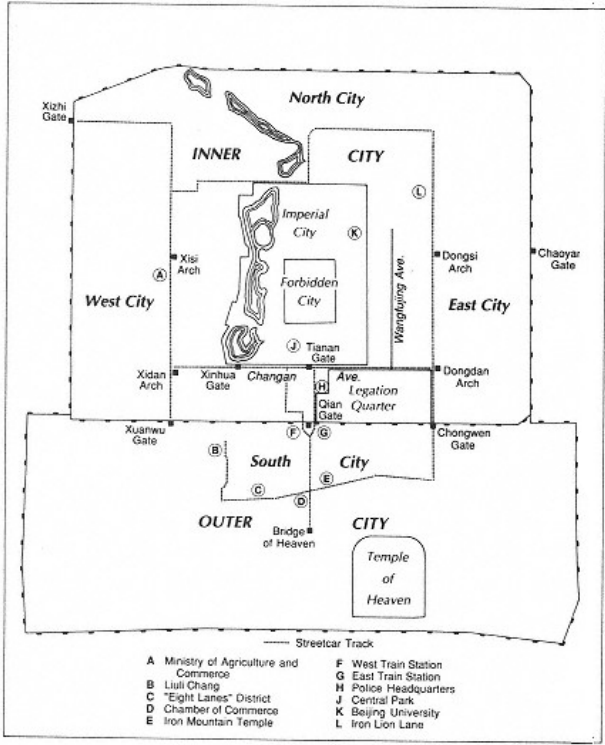 North City
Xizhi
Gate
INNER
CITY
L
Imperial
City
K
Xisi
Arch
A
Wangfujing Ave.
Dongsi
Arch
Chaoyan
Gate
Forbidden
City
West City
East City
J
Tianan
Gate
Xidan
Arch
Xinhua
Gate
Changan
Ave.
H
Legation
Quarter
Dongdan
Arch
Qian
Gate
Xuanwu
Gate
F
G
Chongwen
Gate
B
South
City
E
C
D
OUTER
CITY
Bridge
of Heaven
Temple
of
Heaven
Streetcar Track
A Ministry of Agriculture and
Commerce
B Liuli Chang
C "Eight Lanes" District
D Chamber of Commerce
E Iron Mountain Temple
F West Train Station
G East Train Station
H Police Headquarters
J Central Park
K Beijing University
L Iron Lion Lane